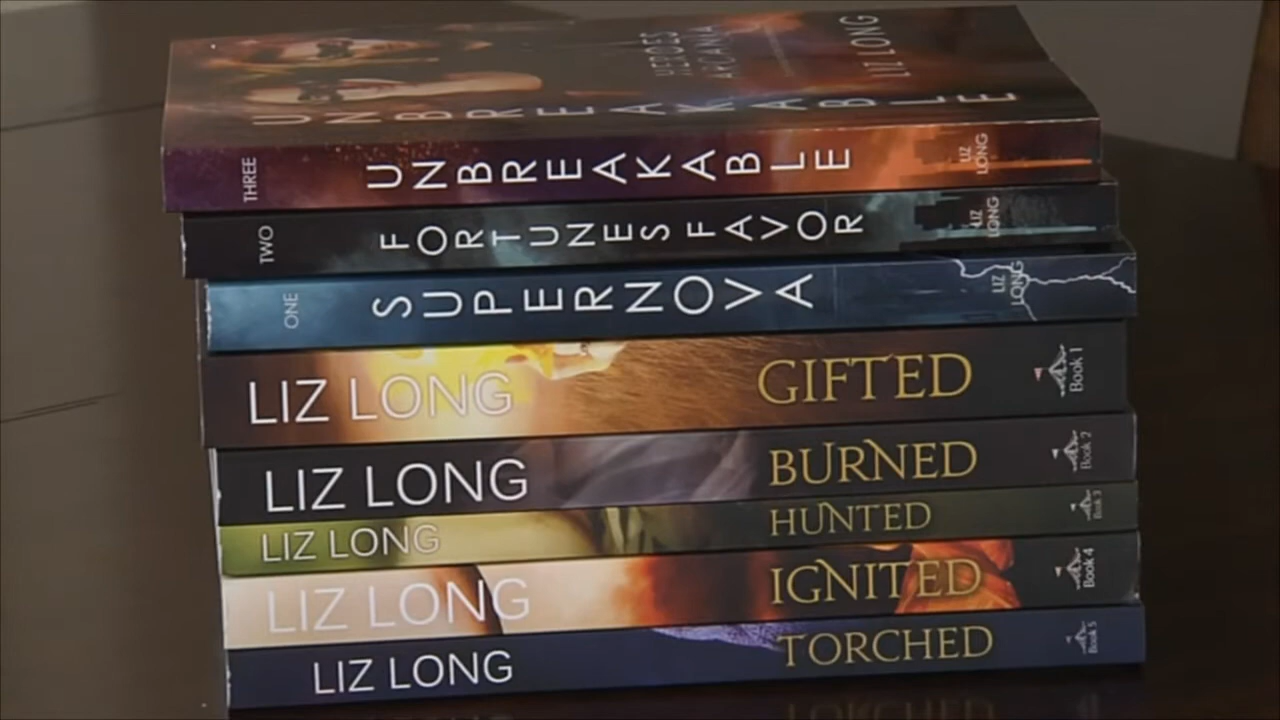 HEROES
ARCANIA
LIZ LONG
UNBREAKABLE
THREE UNBREAKABLE LIZ LONG
TWO FORTUNES FAVOR LIZ LONG
ONE SUPERNOVA LIZ LONG
LIZ LONG GIFTED Book 1
LIZ LONG BURNED Book 2
LIZ LONG HUNTED Book 3
LIZ LONG IGNITED Book 4
LIZ LONG TORCHED Book 5